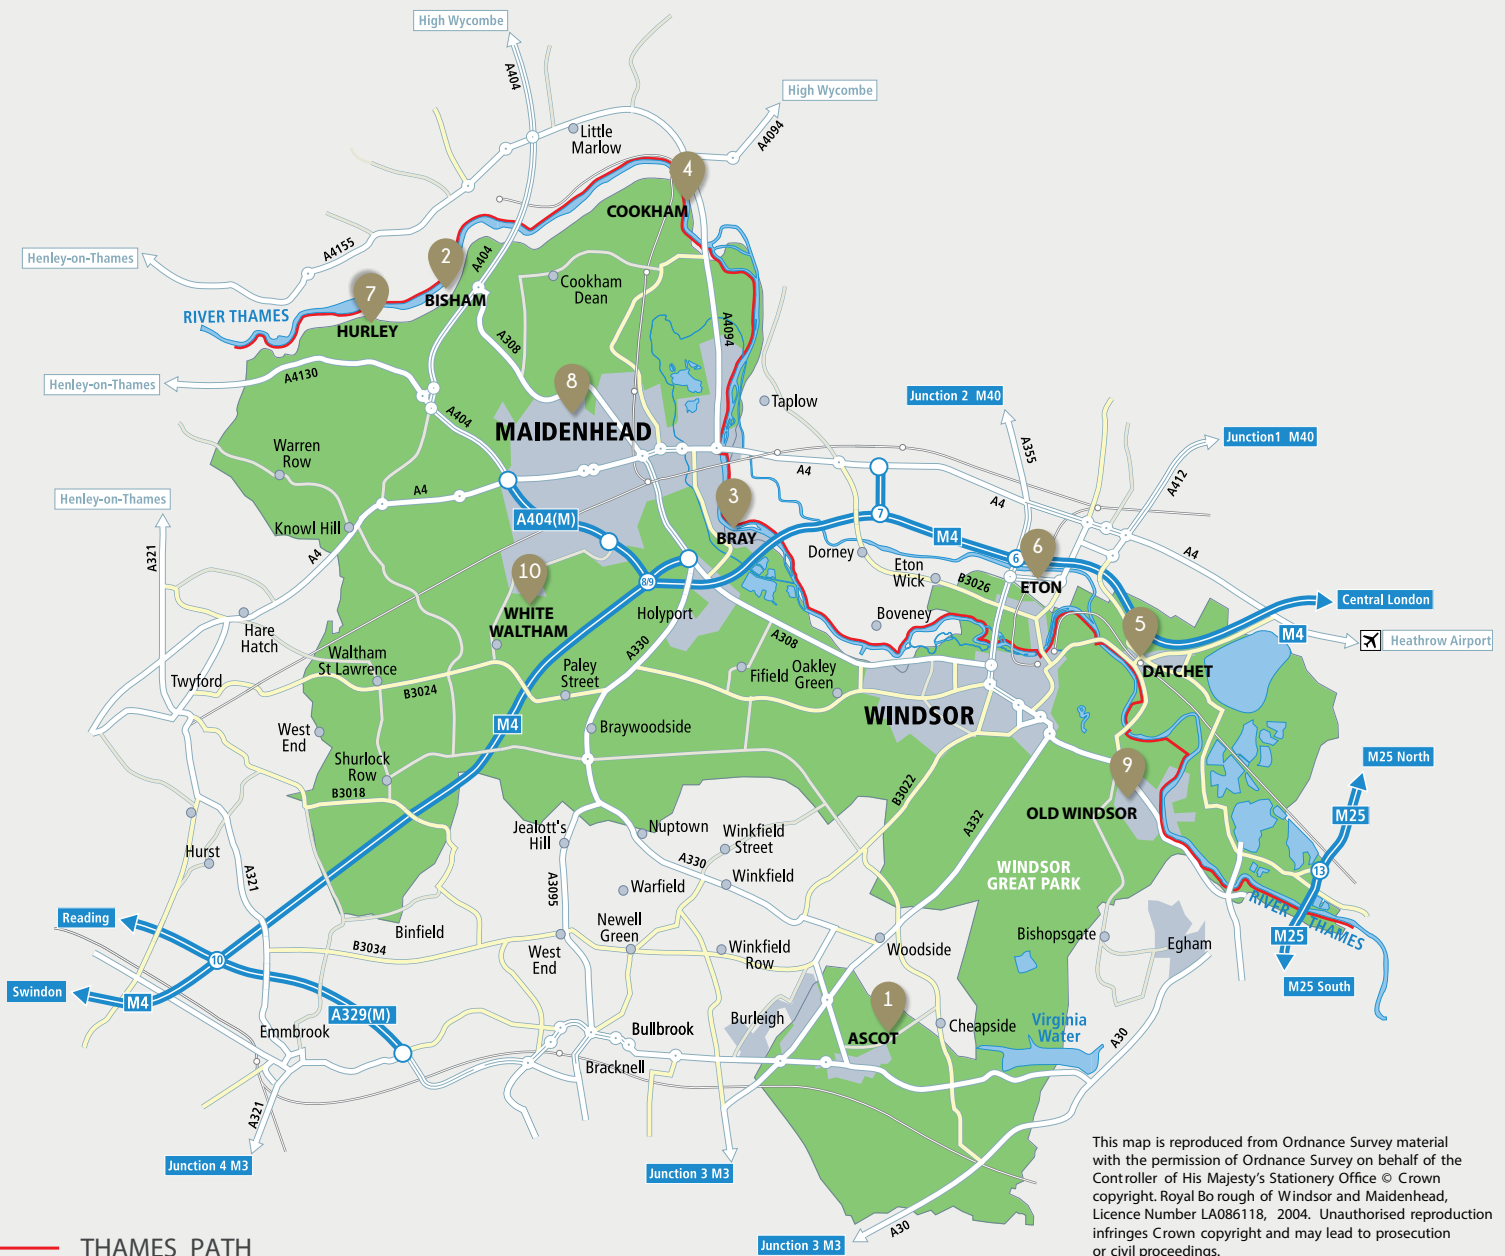 High Wycombe
A404
High Wycombe
A4094
Little
Marlow
4
COOKHAM
A4155
Henley-on-Thames
2
BISHAM
A404
7
HURLEY
RIVER THAMES
Cookham
Dean
A308
A4094
Henley-on-Thames
A4130
A404
8
MAIDENHEAD
Taplow
Junction 2 M40
A355
Junction1 M40
A412
Warren
Row
Henley-on-Thames
A321
Knowl Hill
A4
A4
A404(M)
3
BRAY
A4
7
M4
A4
Dorney
6
6
ETON
Eton
Wick
B3026
A4
10
WHITE
WALTHAM
8/9
Holyport
Boveney
Central London
M4
Heathrow Airport
5
DATCHET
Hare
Hatch
Twyford
Waltham
St Lawrence
B3024
Paley
Street
A330
A308
Fifield
Oakley
Green
WINDSOR
M4
West
End
Braywoodside
Shurlock
Row
B3018
B3022
A332
9
OLD WINDSOR
M25 North
M25
13
Hurst
Jealott's
Hill
Nuptown
Winkfield
Street
A330
Winkfield
Warfield
WINDSOR
GREAT PARK
A321
A3095
RIVER THAMES
M25
M25 South
Reading
10
Binfield
B3034
Newell
Green
West
End
Winkfield
Row
Woodside
Bishopsgate
Egham
Swindon
M4
A329(M)
Emmbrook
Bullbrook
Bracknell
Burleigh
1
ASCOT
Cheapside
Virginia
Water
A30
A321
Junction 4 M3
Junction 3 M3
A30
Junction 3 M3
This map is reproduced from Ordnance Survey material
with the permission of Ordnance Survey on behalf of the
Controller of His Majesty's Stationery Office © Crown
copyright. Royal Bo rough of Windsor and Maidenhead,
Licence Number LA086118, 2004. Unauthorised reproduction
infringes Crown copyright and may lead to prosecution
or civil proceedings.
THAMES PATH